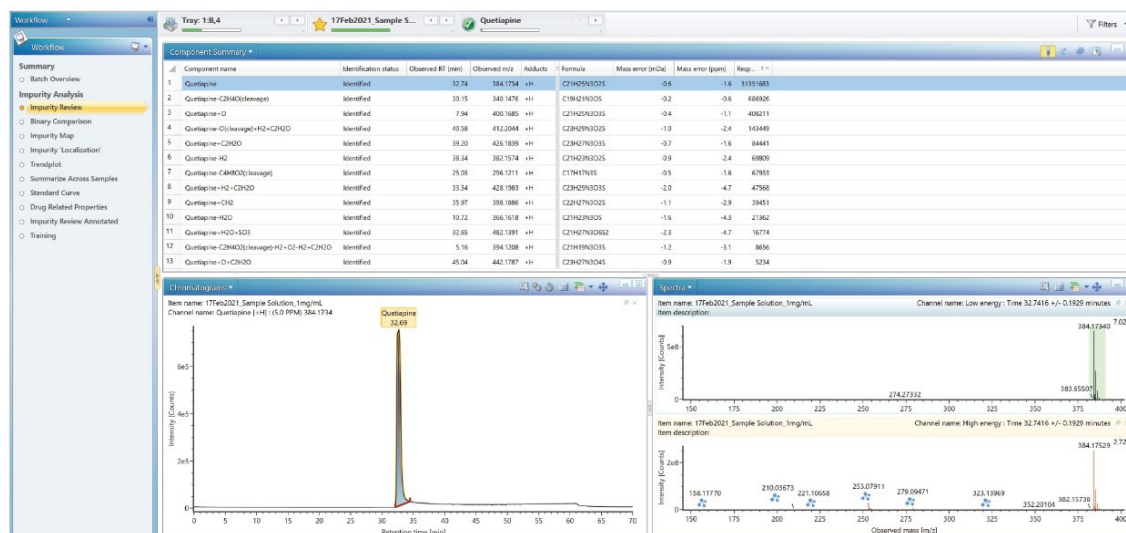 Workflow
Tray: 1:B,4
17Feb2021_Sample S...
Quetiapine
Filters
Workflow
Summary
Batch Overview
Impurity Analysis
Impurity Review
Binary Comparison
Impurity Map
Impurity 'Localization'
Trendplot
Summarize Across Samples
Standard Curve
Drug Related Properties
Impurity Review Annotated
Training
Component Summary
Component name Identification status Observed RT (min) Observed m/z Adducts Formula Mass error (mDa) Mass error (ppm) Resp... 1
1 Quetiapine Identified 32.74 384.1734 +H C21H25N3O2S -0.6 -1.6 31351683
2 Quetiapine-C2H4O(cleavage) Identified 30.15 340.1476 +H C19H21N3OS -0.2 -0.6 686926
3 Quetiapine+O Identified 7.94 400.1685 +H C21H25N3O3S -0.4 -1.1 408211
4 Quetiapine-O(cleavage)+H2+C2H2O Identified 40.58 412.2044 +H C23H29N3O2S -1.0 -2.4 143449
5 Quetiapine+C2H2O Identified 39.20 426.1839 +H C23H27N3O3S -0.7 -1.6 84441
6 Quetiapine-H2 Identified 38.34 382.1574 +H C21H23N3O2S -0.9 -2.4 69809
7 Quetiapine-C4H8O2(cleavage) Identified 25.03 296.1211 +H C17H17N3S -0.5 -1.6 67933
8 Quetiapine+H2+C2H2O Identified 33.34 428.1983 +H C23H29N3O3S -2.0 -4.7 47568
9 Quetiapine+CH2 Identified 35.97 398.1886 +H C22H27N3O2S -1.1 -2.9 39451
10 Quetiapine-H2O Identified 10.72 366.1618 +H C21H23N3OS -1.6 -4.3 21362
11 Quetiapine+H2O+SO3 Identified 32.65 482.1391 +H C21H27N3O6S2 -2.3 -4.7 16774
12 Quetiapine-C2H4O2(cleavage)-H2+O2-H2+C2H2O Identified 5.16 394.1208 +H C21H19N3O3S -1.2 -3.1 8656
13 Quetiapine+O+C2H2O Identified 45.04 442.1787 +H C23H27N3O4S -0.9 -1.9 5234
Chromatograms
Item name: 17Feb2021_Sample Solution_1mg/mL
Channel name: Quetiapine [+H] : (5.0 PPM) 384.1734
Quetiapine
32.69
Intensity [Counts]
6e5
4e5
2e5
0
0 5 10 15 20 25 30 35 40 45 50 55 60 65 70
Retention time [min]
Spectra
Item name: 17Feb2021_Sample Solution_1mg/mL Channel name: Low energy : Time 32.7416 +/- 0.1929 minutes
Item description:
384.17340 7.02
Intensity [Counts]
5e8
0
274.27332
383.65507
150 175 200 225 250 275 300 325 350 375 400
Item name: 17Feb2021_Sample Solution_1mg/mL Channel name: High energy : Time 32.7416 +/- 0.1929 minutes
Item description:
384.17529 2.72
Intensity [Counts]
2e8
0
158.11770
210.03673
221.10658
253.07911
279.09471
323.13969
352.20104
382.15738
150 175 200 225 250 275 300 325 350 375 400
Observed mass [m/z]